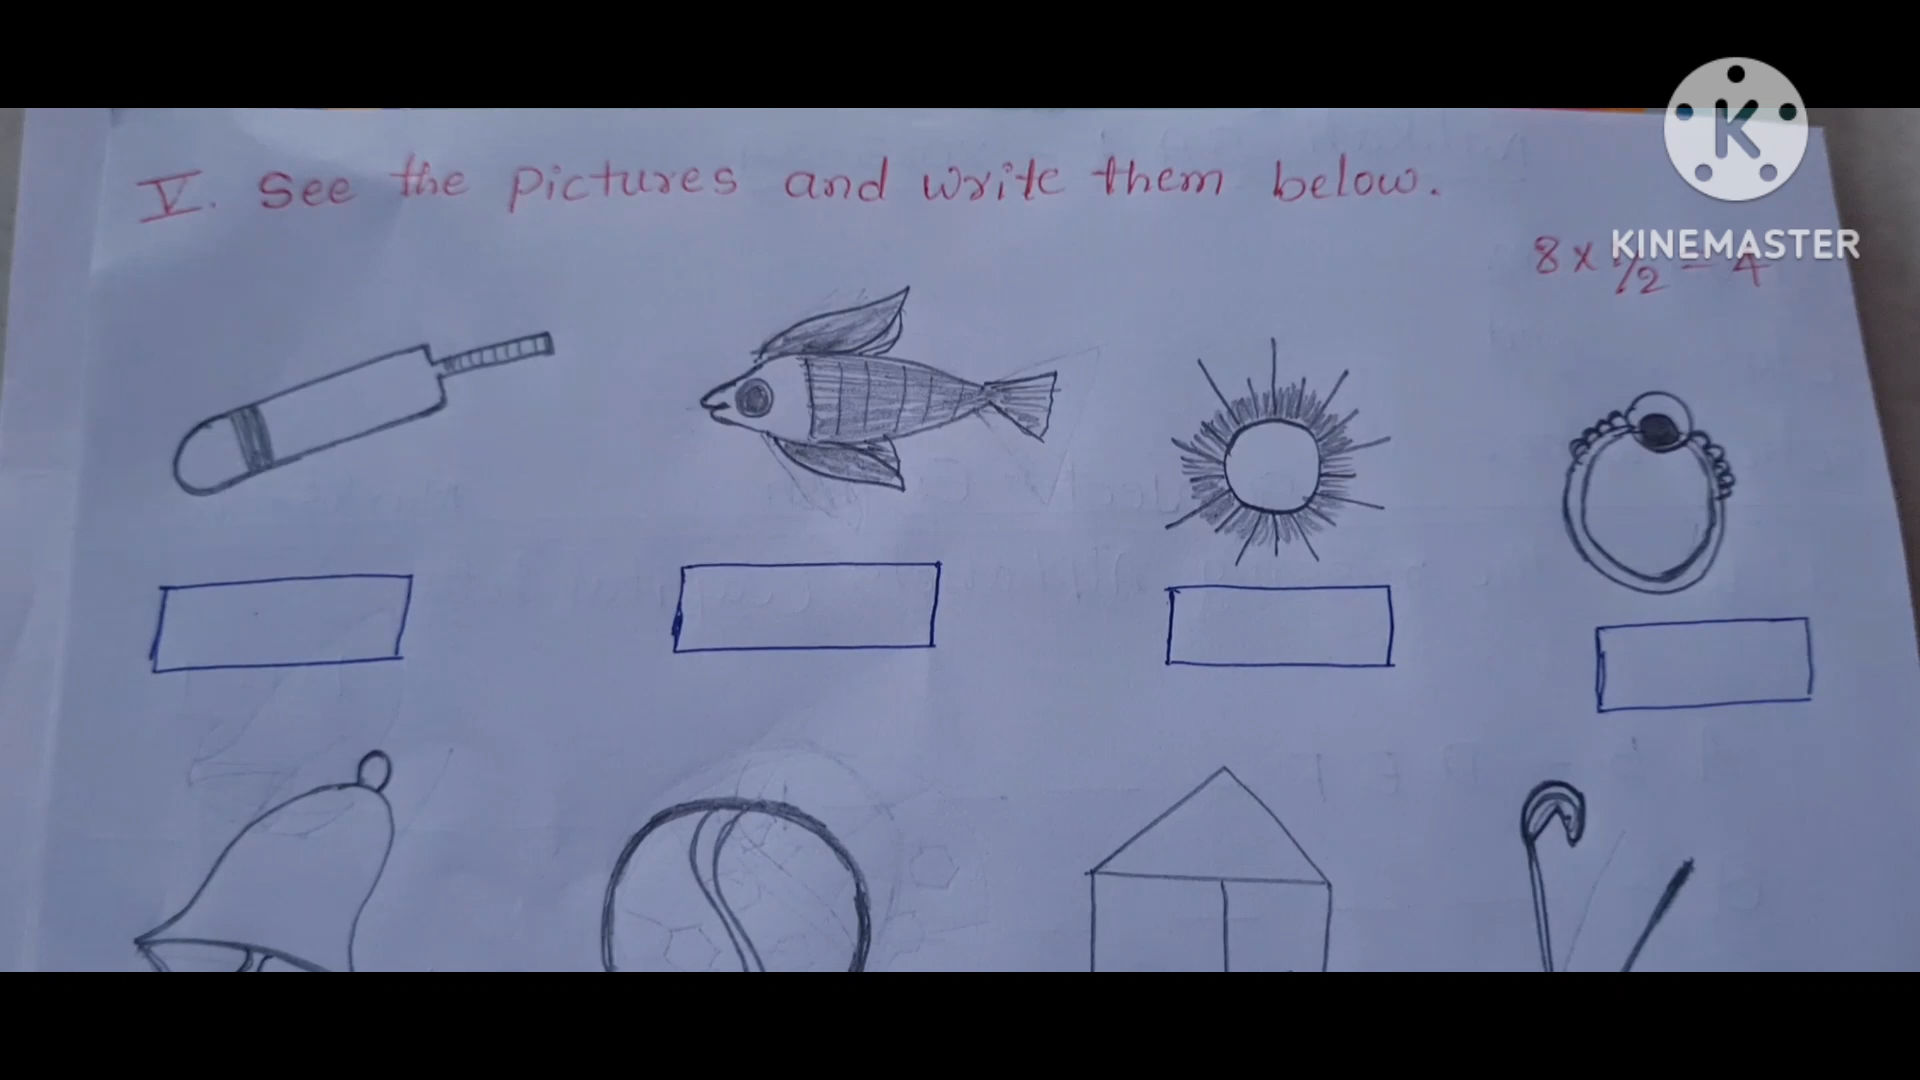 V. See the pictures and write them below.
8 x 1/2 = 4
K
KINEMASTER